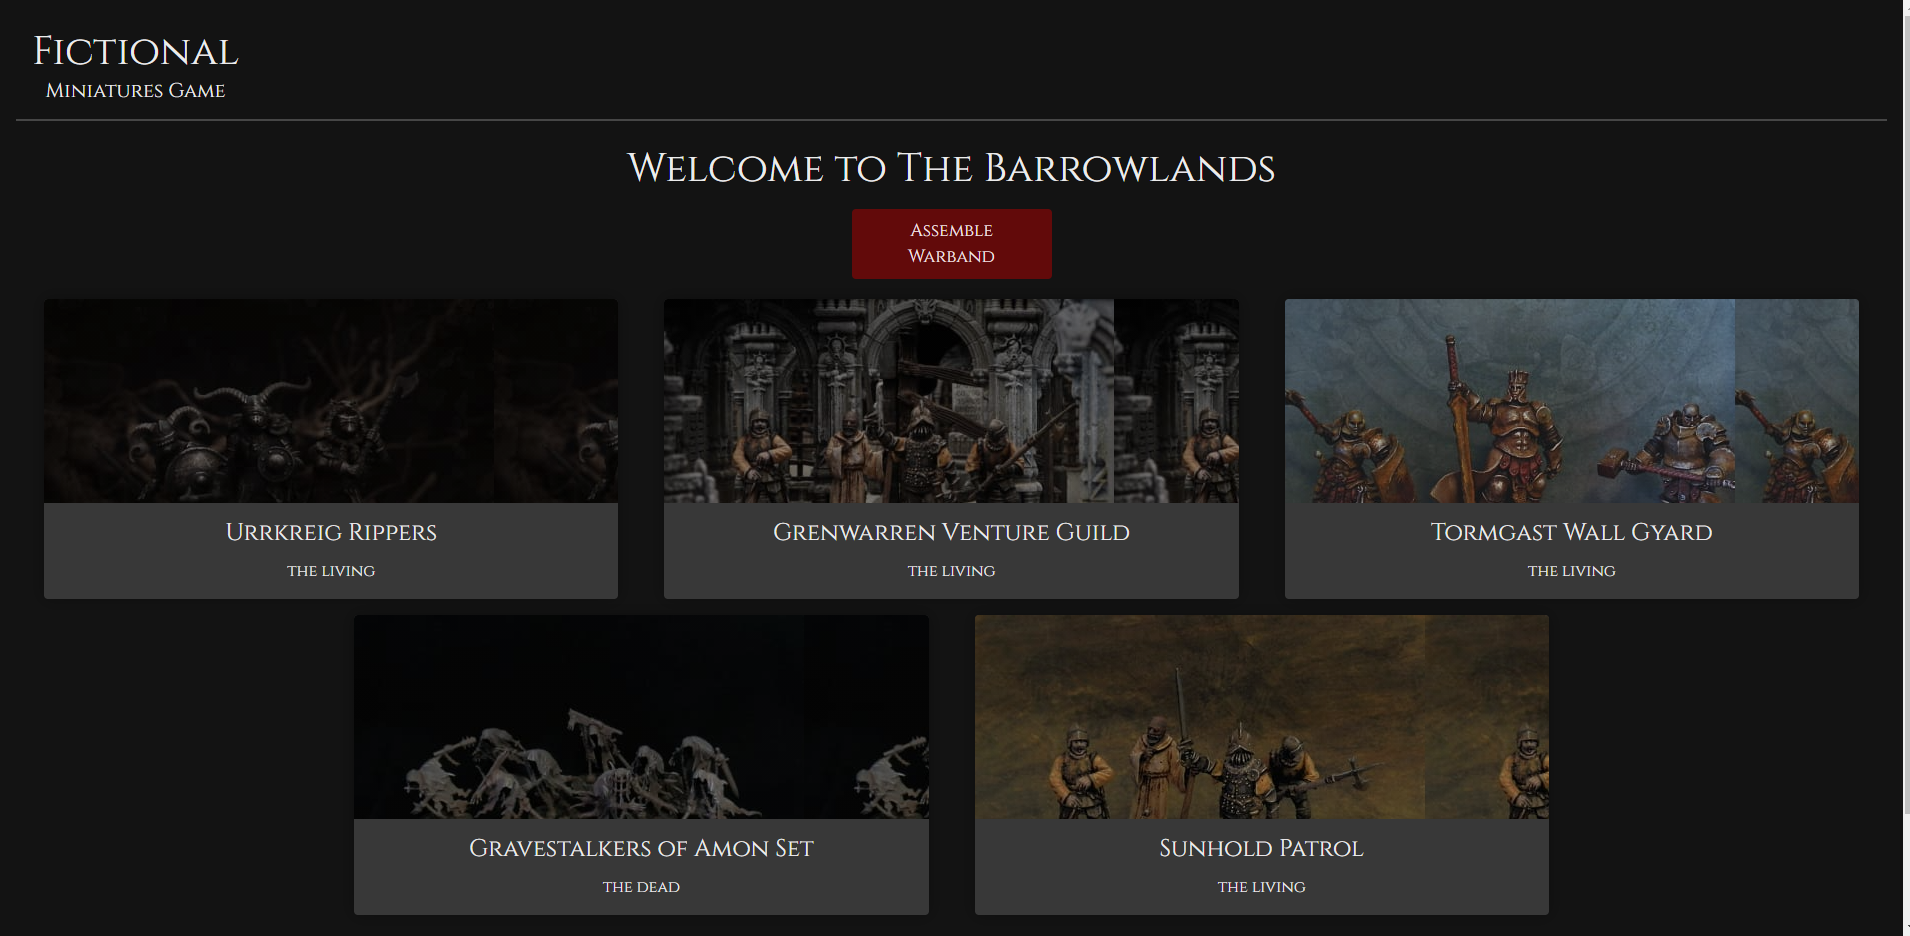 Fictional
Miniatures Game
Welcome to The Barrowlands
Assemble
Warband
Urrkreig Rippers
the living
Grenwarren Venture Guild
the living
Tormgast Wall Gyard
the living
Gravestalkers of Amon Set
the dead
Sunhold Patrol
the living